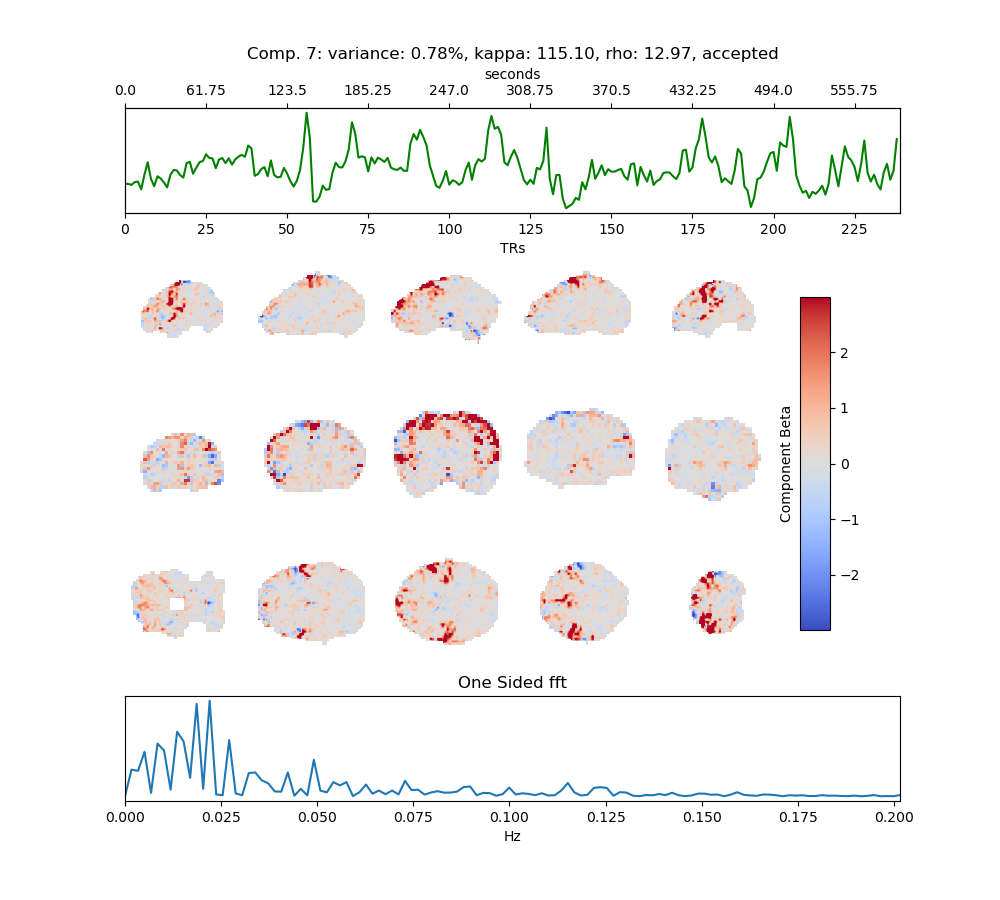 Comp. 7: variance: 0.78%, kappa: 115.10, rho: 12.97, accepted
seconds
0.0 61.75 123.5 185.25 247.0 308.75 370.5 432.25 494.0 555.75
0 25 50 75 100 125 150 175 200 225
TRs
2
1
0
−1
−2
Component Beta
One Sided fft
0.000 0.025 0.050 0.075 0.100 0.125 0.150 0.175 0.200
Hz